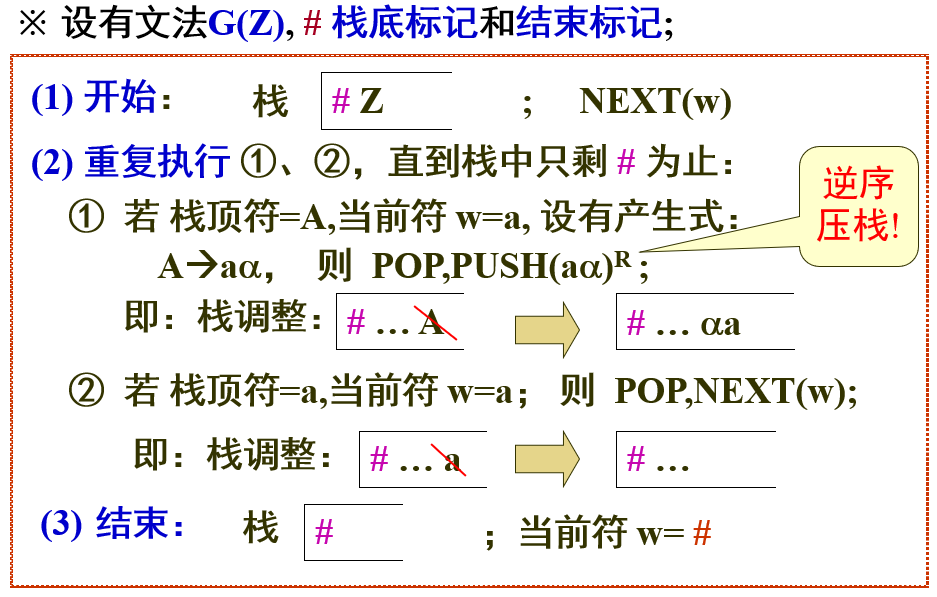 ※ 设有文法G(Z), # 栈底标记和结束标记;
(1) 开始： 栈 # Z ; NEXT(w)
(2) 重复执行 ①、②，直到栈中只剩 # 为止：
逆序
压栈!
① 若 栈顶符=A,当前符 w=a, 设有产生式：
A→aα， 则 POP,PUSH(aα)ᴿ ;
即：栈调整： # … A # … αa
② 若 栈顶符=a,当前符 w=a； 则 POP,NEXT(w);
即：栈调整： # … a # …
(3) 结束： 栈 # ；当前符 w= #